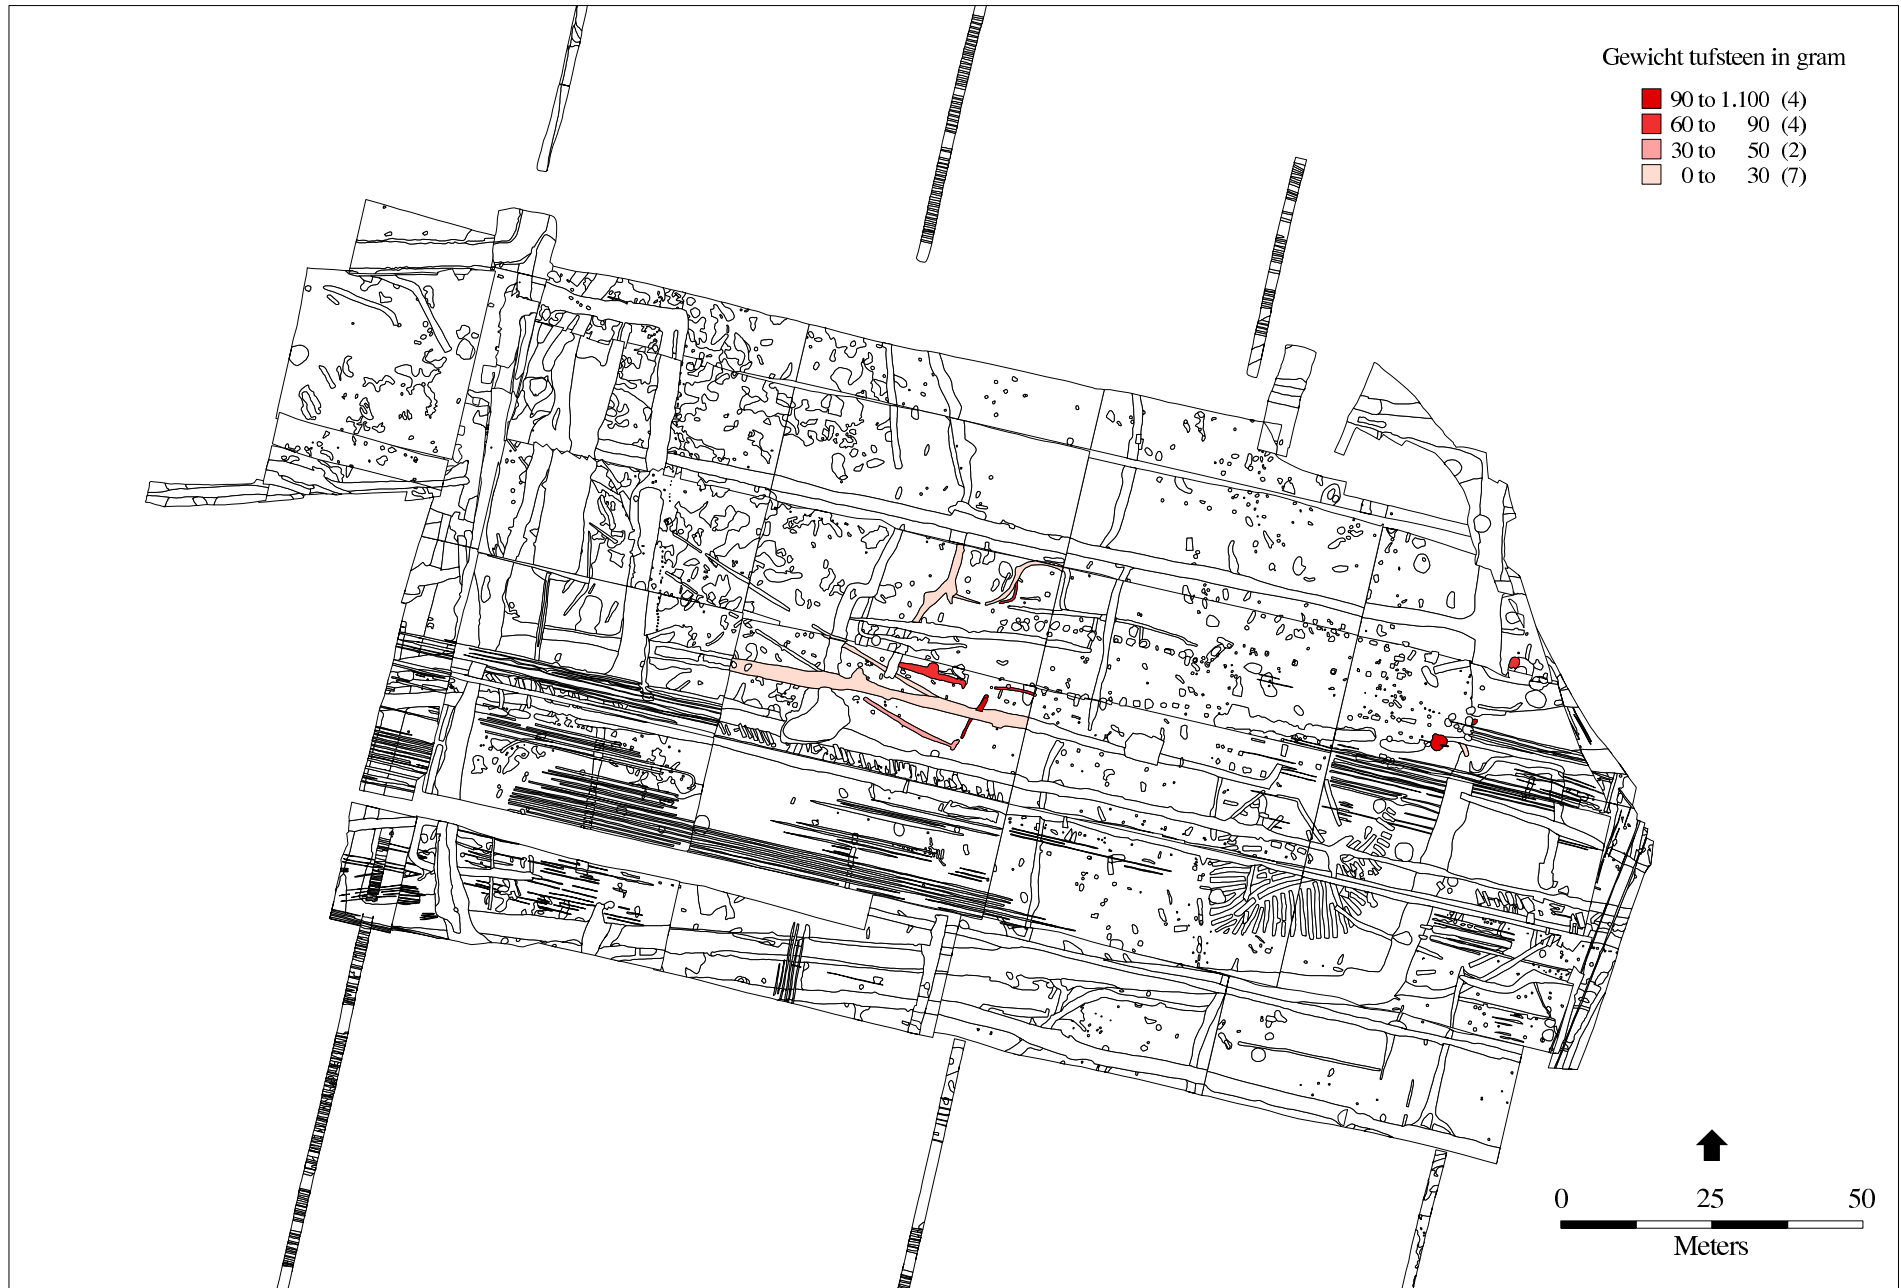 Gewicht tufsteen in gram
90 to 1.100 (4)
60 to 90 (4)
30 to 50 (2)
0 to 30 (7)
0 25 50
Meters